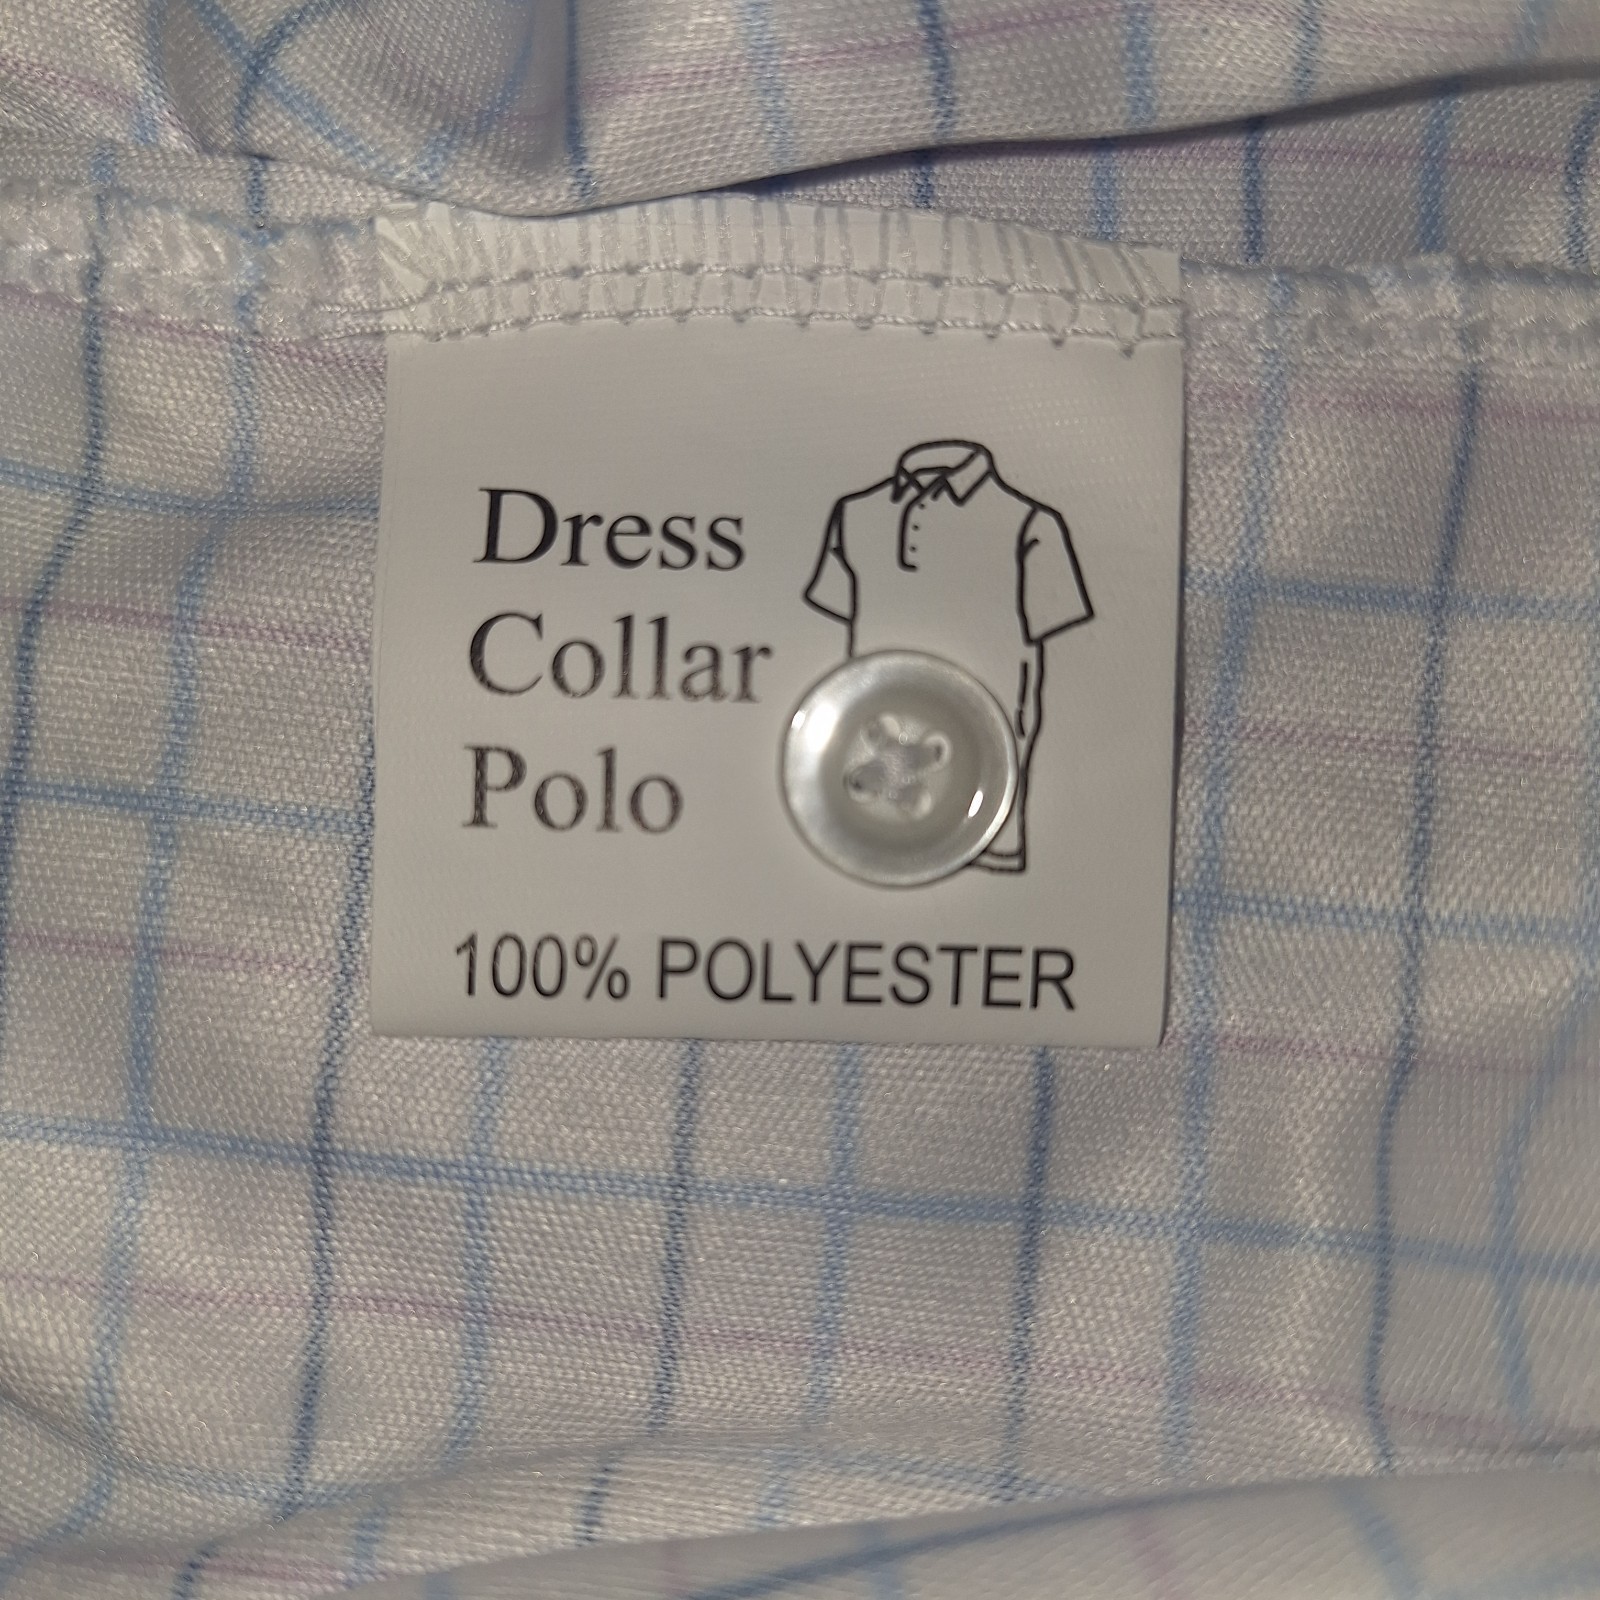 Dress
Collar
Polo
100% POLYESTER